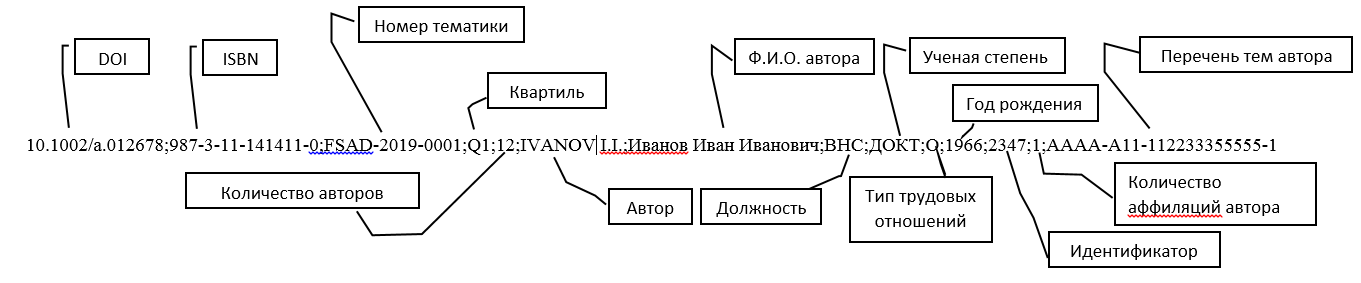 Номер тематики
DOI
ISBN
Ф.И.О. автора
Ученая степень
Перечень тем автора
Квартиль
Год рождения
10.1002/a.012678;987-3-11-141411-0;FSAD-2019-0001;Q1;12;IVANOV I.I.;Иванов Иван Иванович;ВНС;ДОКТ;О;1966;2347;1;AAAA-A11-112233355555-1
Количество авторов
Автор
Должность
Тип трудовых
отношений
Количество
аффиляций автора
Идентификатор